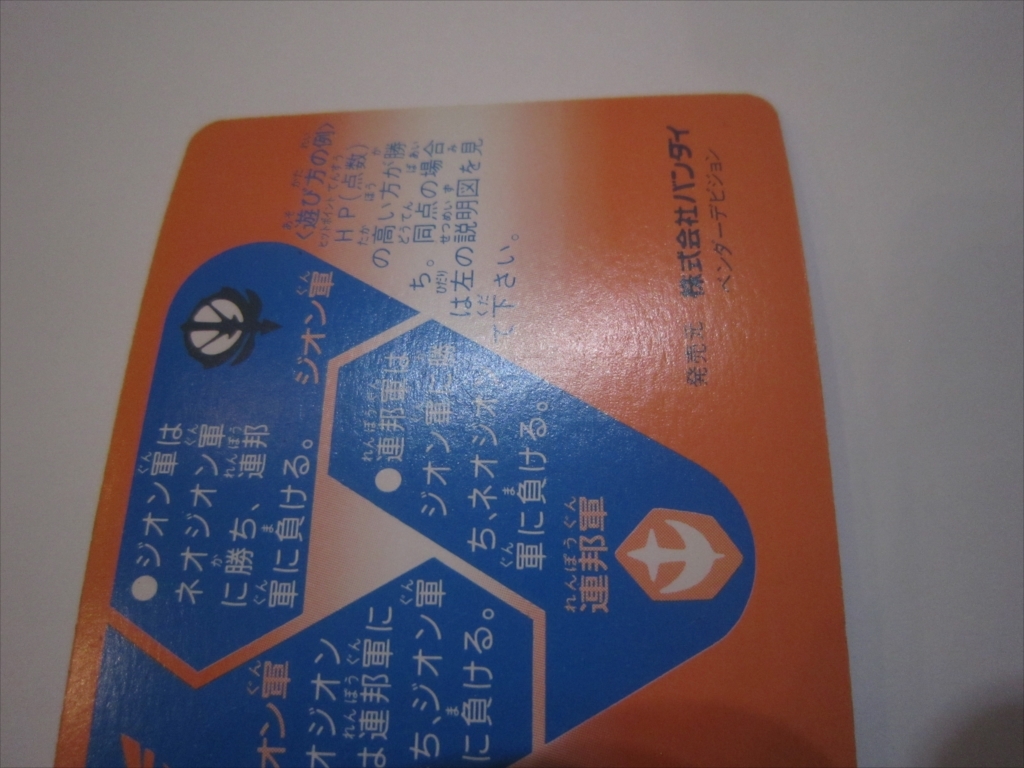 ジオン軍
●ジオン軍は
ネオジオン軍
に勝ち、連邦
軍に負ける。
オン軍
オジオン
は連邦軍に
ち、ジオン軍
に負ける。
●連邦軍は
ジオン軍に勝
ち、ネオジオン
軍に負ける。
連邦軍
〈遊び方の例〉
HP(点数)
の高い方が勝
ち。同点の場合
は左の説明図を見
て下さい。
発売元 株式会社バンダイ
ベンダーデビジョン